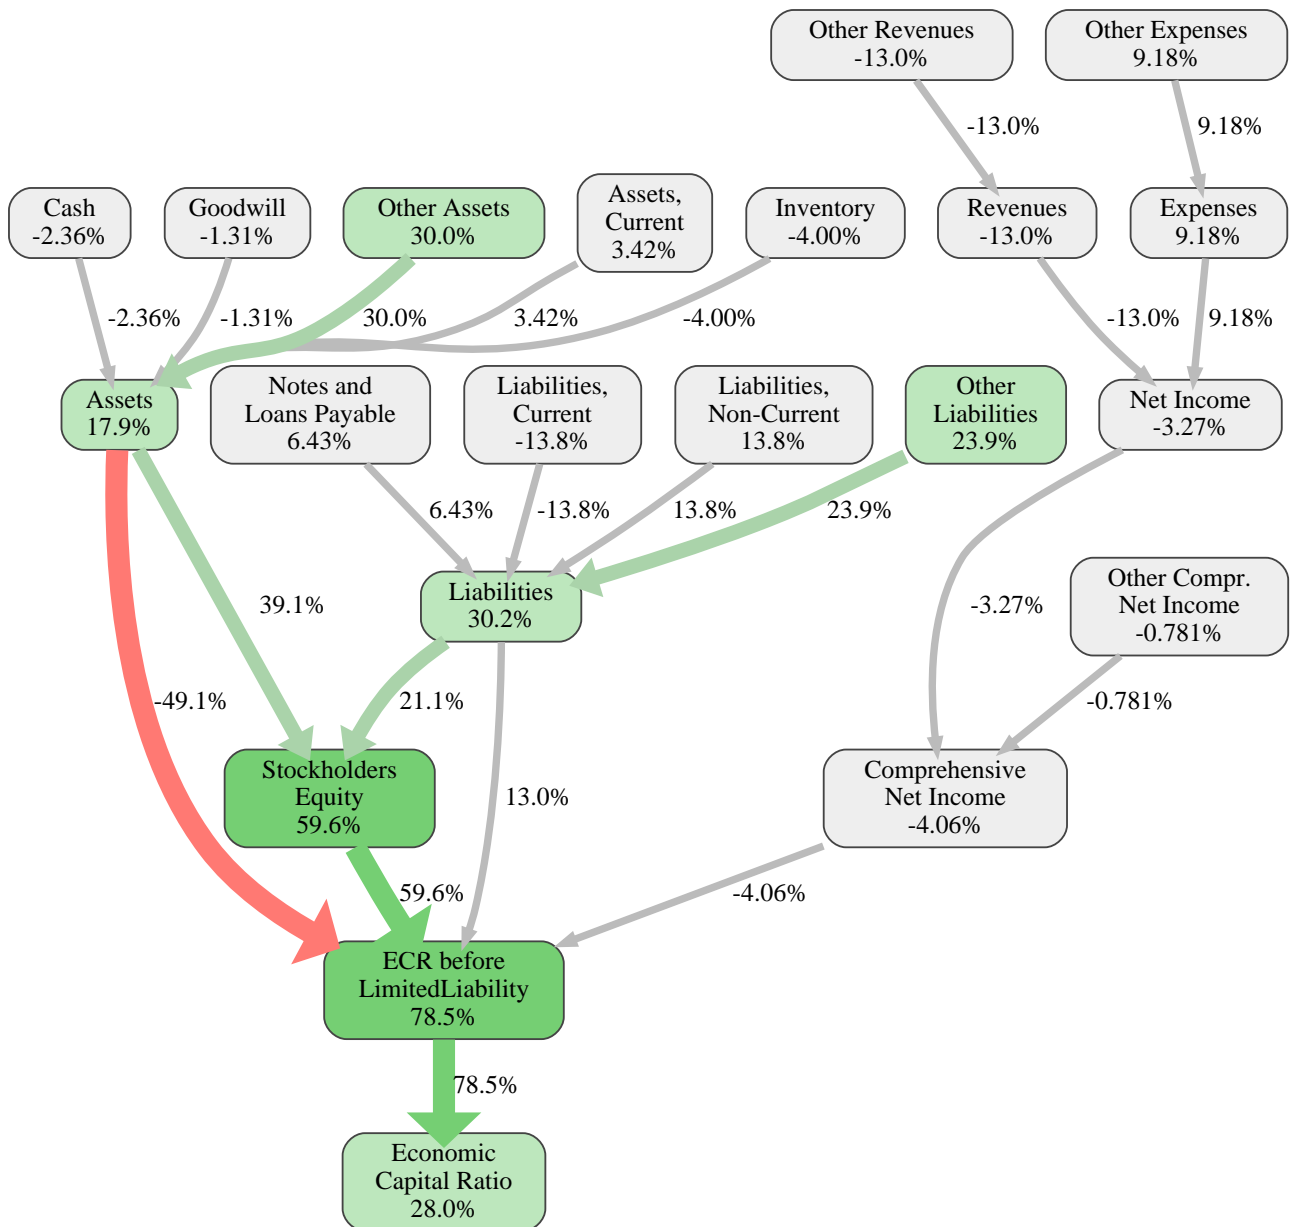 Other Revenues
-13.0%
Other Expenses
9.18%
-13.0%
9.18%
Cash
-2.36%
Goodwill
-1.31%
Other Assets
30.0%
Assets,
Current
3.42%
Inventory
-4.00%
Revenues
-13.0%
Expenses
9.18%
-2.36%
-1.31%
30.0%
3.42%
-4.00%
-13.0%
9.18%
Assets
17.9%
Notes and
Loans Payable
6.43%
Liabilities,
Current
-13.8%
Liabilities,
Non-Current
13.8%
Other
Liabilities
23.9%
Net Income
-3.27%
6.43%
-13.8%
13.8%
23.9%
Liabilities
30.2%
39.1%
-3.27%
Other Compr.
Net Income
-0.781%
-49.1%
21.1%
-0.781%
Stockholders
Equity
59.6%
13.0%
Comprehensive
Net Income
-4.06%
59.6%
-4.06%
ECR before
LimitedLiability
78.5%
78.5%
Economic
Capital Ratio
28.0%